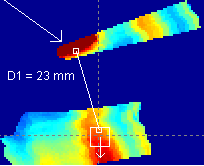 D1 = 23 mm